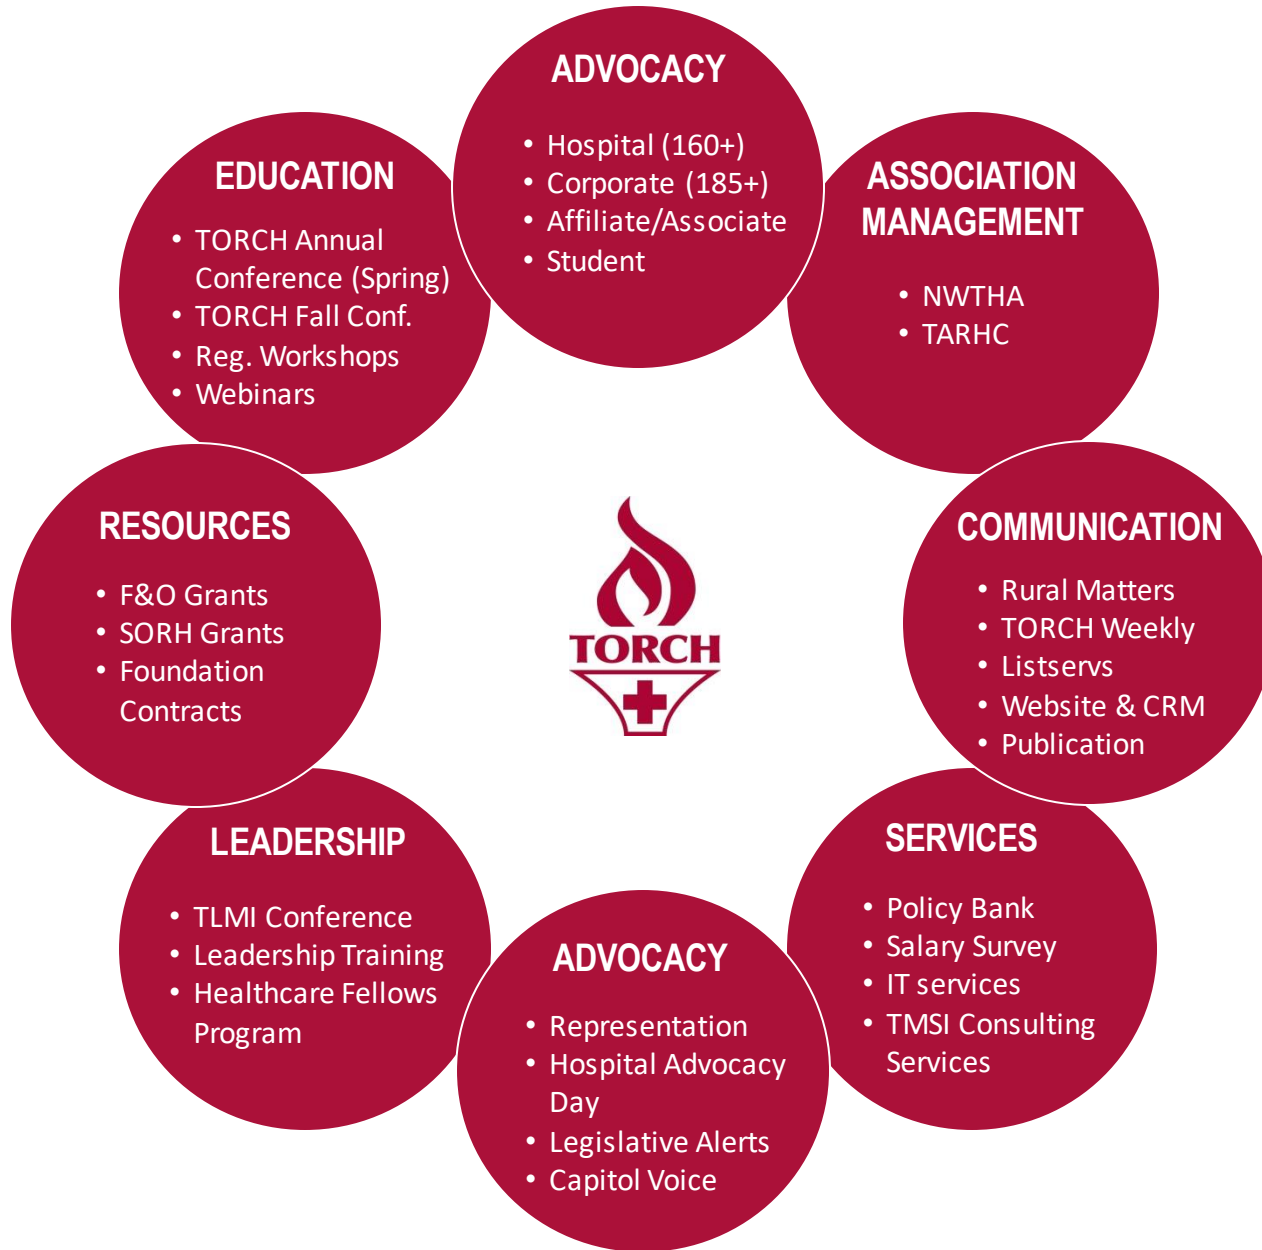 ADVOCACY
• Hospital (160+)
• Corporate (185+)
• Affiliate/Associate
• Student
ASSOCIATION
MANAGEMENT
• NWTHA
• TARHC
COMMUNICATION
• Rural Matters
• TORCH Weekly
• Listservs
• Website & CRM
• Publication
SERVICES
• Policy Bank
• Salary Survey
• IT services
• TMSI Consulting
Services
ADVOCACY
• Representation
• Hospital Advocacy
Day
• Legislative Alerts
• Capitol Voice
LEADERSHIP
• TLMI Conference
• Leadership Training
• Healthcare Fellows
Program
RESOURCES
• F&O Grants
• SORH Grants
• Foundation
Contracts
EDUCATION
• TORCH Annual
Conference (Spring)
• TORCH Fall Conf.
• Reg. Workshops
• Webinars
TORCH